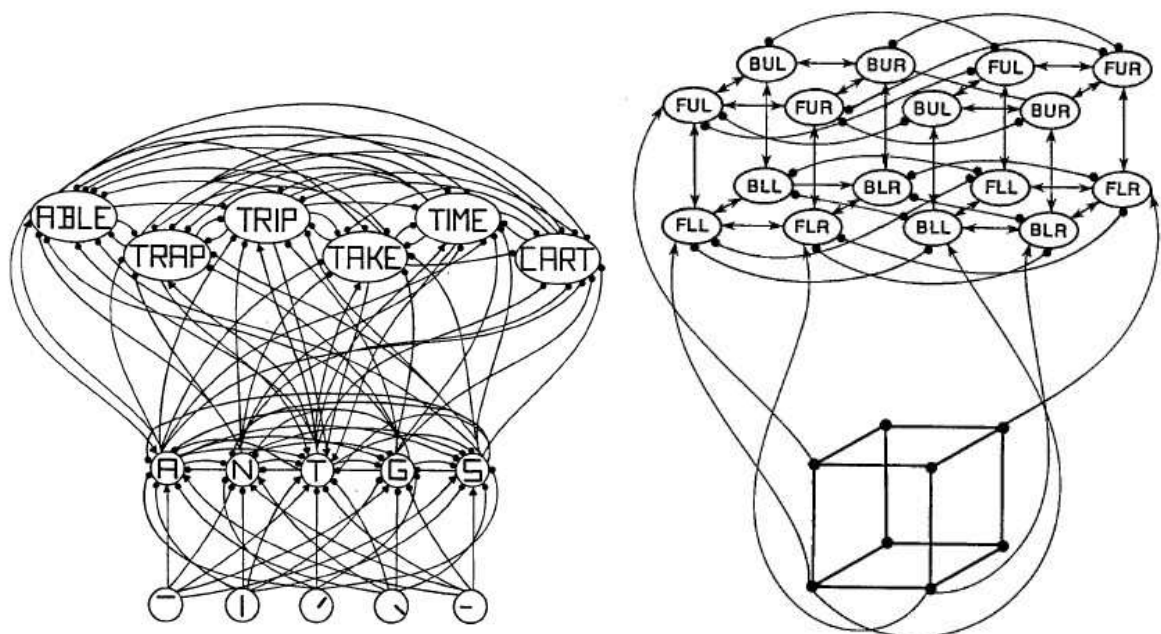 ABLE TRIP TIME
TRAP TAKE CART
A N T G S
BUL BUR FUL FUR
FUL FUR BUL BUR
BLL BLR FLL FLR
FLL FLR BLL BLR